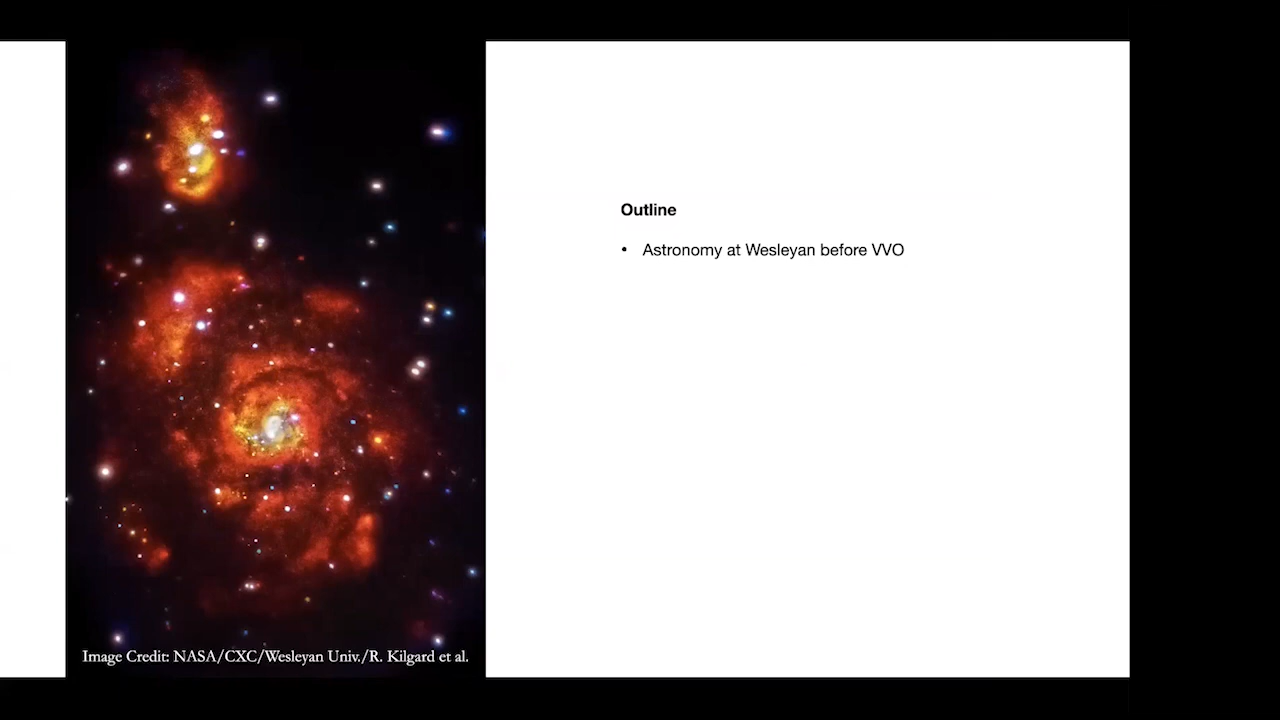 Outline
• Astronomy at Wesleyan before VVO
Image Credit: NASA/CXC/Wesleyan Univ./R. Kilgard et al.